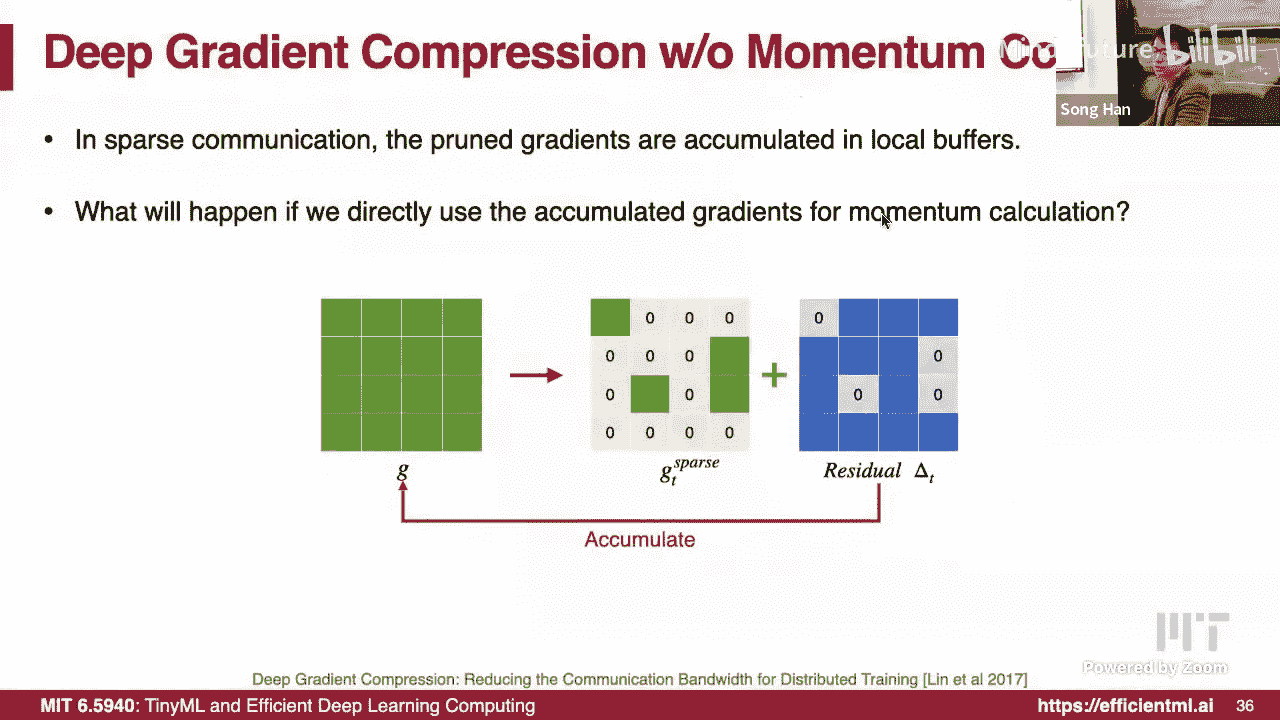 Deep Gradient Compression w/o Momentum
bilibili
Song Han
• In sparse communication, the pruned gradients are accumulated in local buffers.
• What will happen if we directly use the accumulated gradients for momentum calculation?
0 0 0 0
0 0 0 0
0 0 0 0
0 0 0 0
+
g
g_t^{sparse}
Residual Δ_t
Accumulate
MIT
Powered by Zoom
Deep Gradient Compression: Reducing the Communication Bandwidth for Distributed Training [Lin et al 2017]
MIT 6.5940: TinyML and Efficient Deep Learning Computing
https://efficientml.ai 36